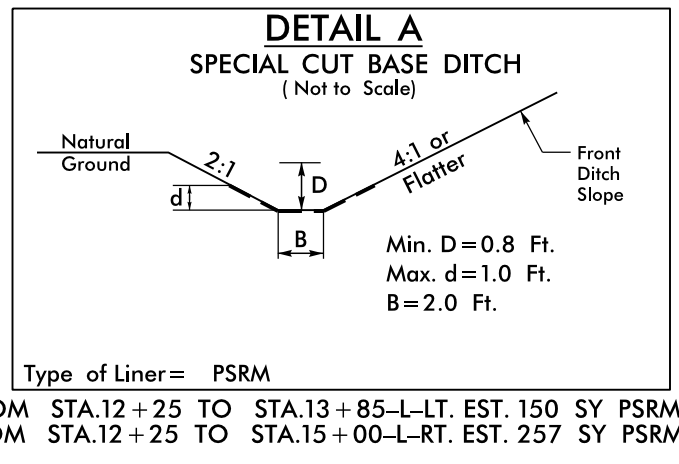 DETAIL A
SPECIAL CUT BASE DITCH
( Not to Scale)
Natural
Ground
2:1
D
4:1 or
Flatter
Front
Ditch
Slope
d
B
Min. D=0.8 Ft.
Max. d=1.0 Ft.
B=2.0 Ft.
Type of Liner= PSRM
OM STA.12+25 TO STA.13+85-L-LT. EST. 150 SY PSRM
OM STA.12+25 TO STA.15+00-L-RT. EST. 257 SY PSRM